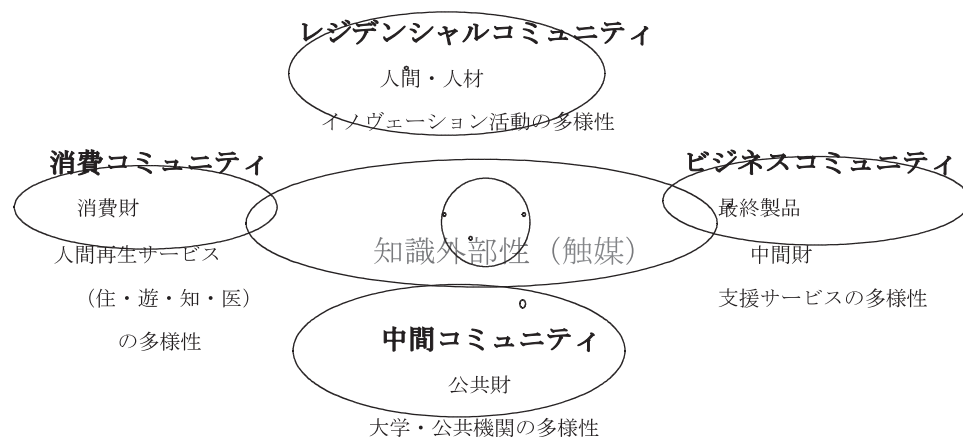 レジデンシャルコミュニティ
人間・人材
イノヴェーション活動の多様性
消費コミュニティ
消費財
人間再生サービス
（住・遊・知・医）
の多様性
ビジネスコミュニティ
最終製品
中間財
支援サービスの多様性
知識外部性（触媒）
中間コミュニティ
公共財
大学・公共機関の多様性